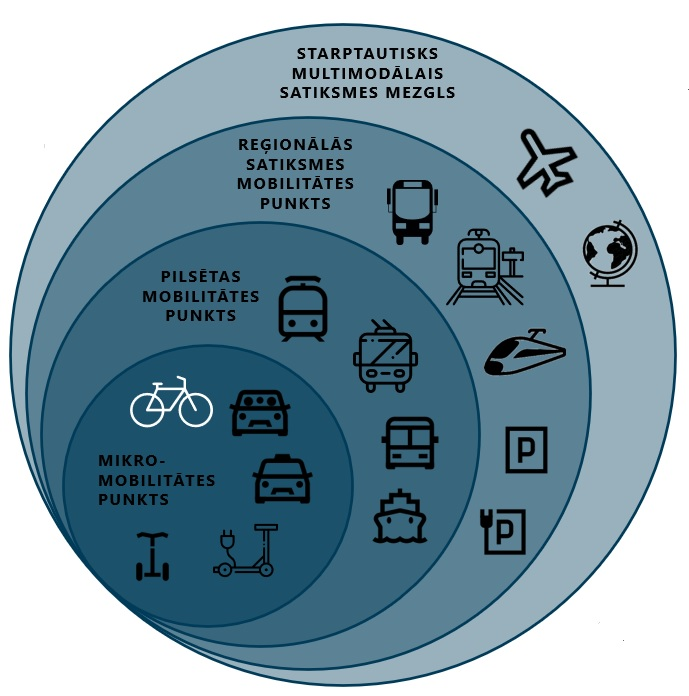 STARPTAUTISKS
MULTIMODĀLAIS
SATIKSMES MEZGLS
REĢIONĀLĀS
SATIKSMES
MOBILITĀTES
PUNKTS
PILSĒTAS
MOBILITĀTES
PUNKTS
MIKRO-
MOBILITĀTES
PUNKTS
P
P